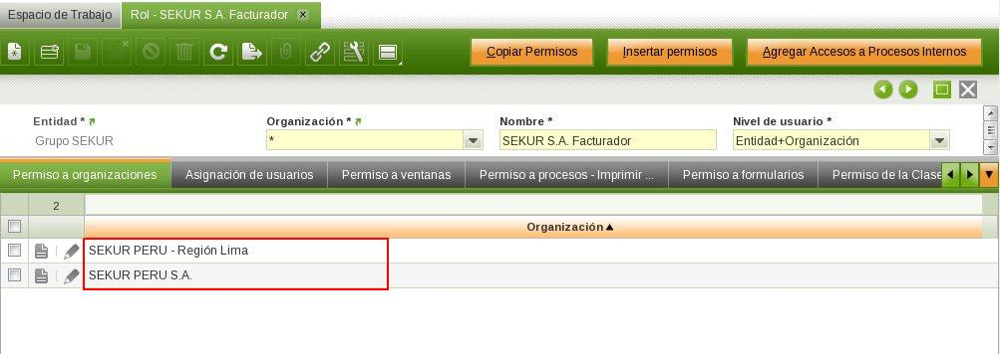 Espacio de Trabajo Rol - SEKUR S.A. Facturador
Copiar Permisos Insertar permisos Agregar Accesos a Procesos Internos
Entidad * Organización * Nombre * Nivel de usuario *
Grupo SEKUR * SEKUR S.A. Facturador Entidad+Organización
Permiso a organizaciones Asignación de usuarios Permiso a ventanas Permiso a procesos - Imprimir ... Permiso a formularios Permiso de la Clase
2
Organización
SEKUR PERU - Región Lima
SEKUR PERU S.A.